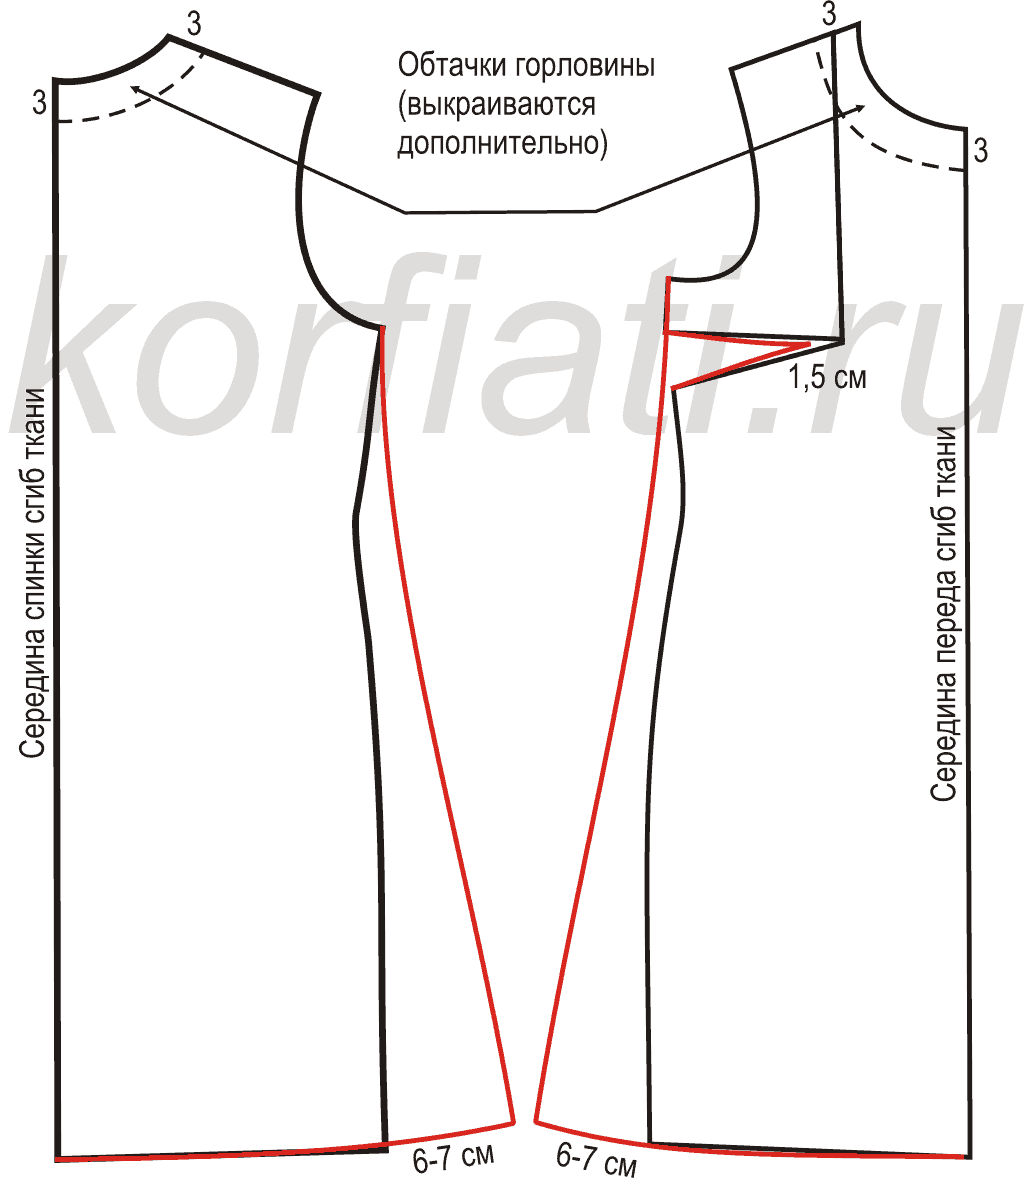 3
3
Обтачки горловины
(выкраиваются
дополнительно)
3
3
korfiati.ru
1,5 см
Середина спинки сгиб ткани
Середина переда сгиб ткани
6-7 см
6-7 см